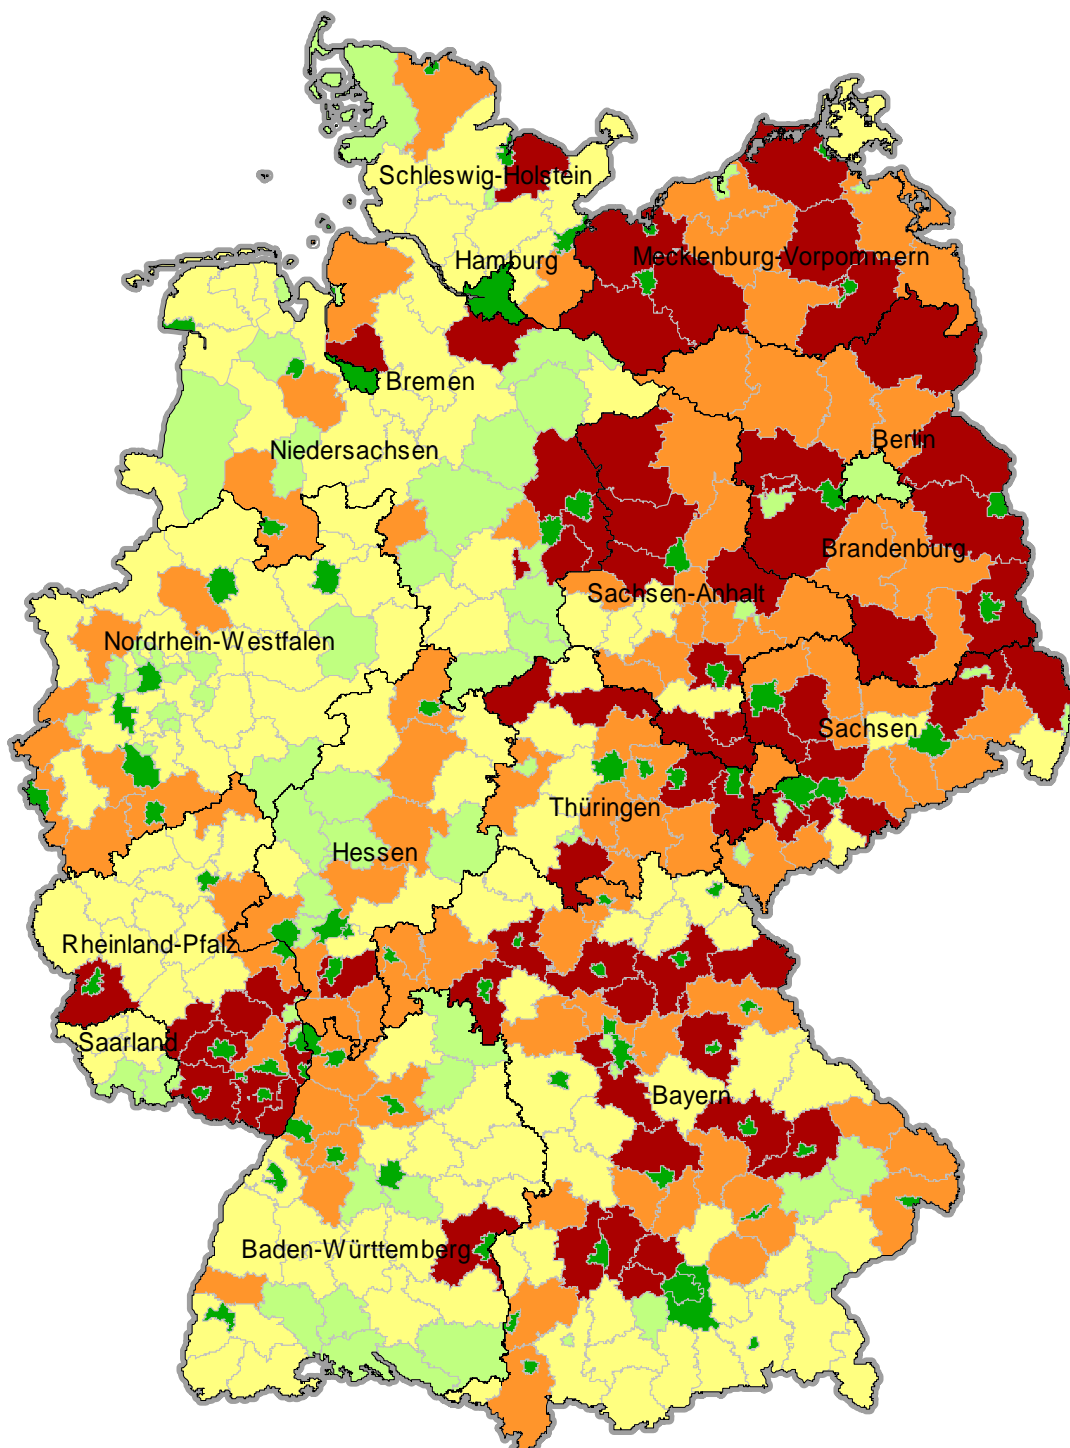 Schleswig-Holstein
Hamburg
Mecklenburg-Vorpommern
Bremen
Niedersachsen
Berlin
Brandenburg
Sachsen-Anhalt
Nordrhein-Westfalen
Sachsen
Thüringen
Hessen
Rheinland-Pfalz
Saarland
Bayern
Baden-Württemberg